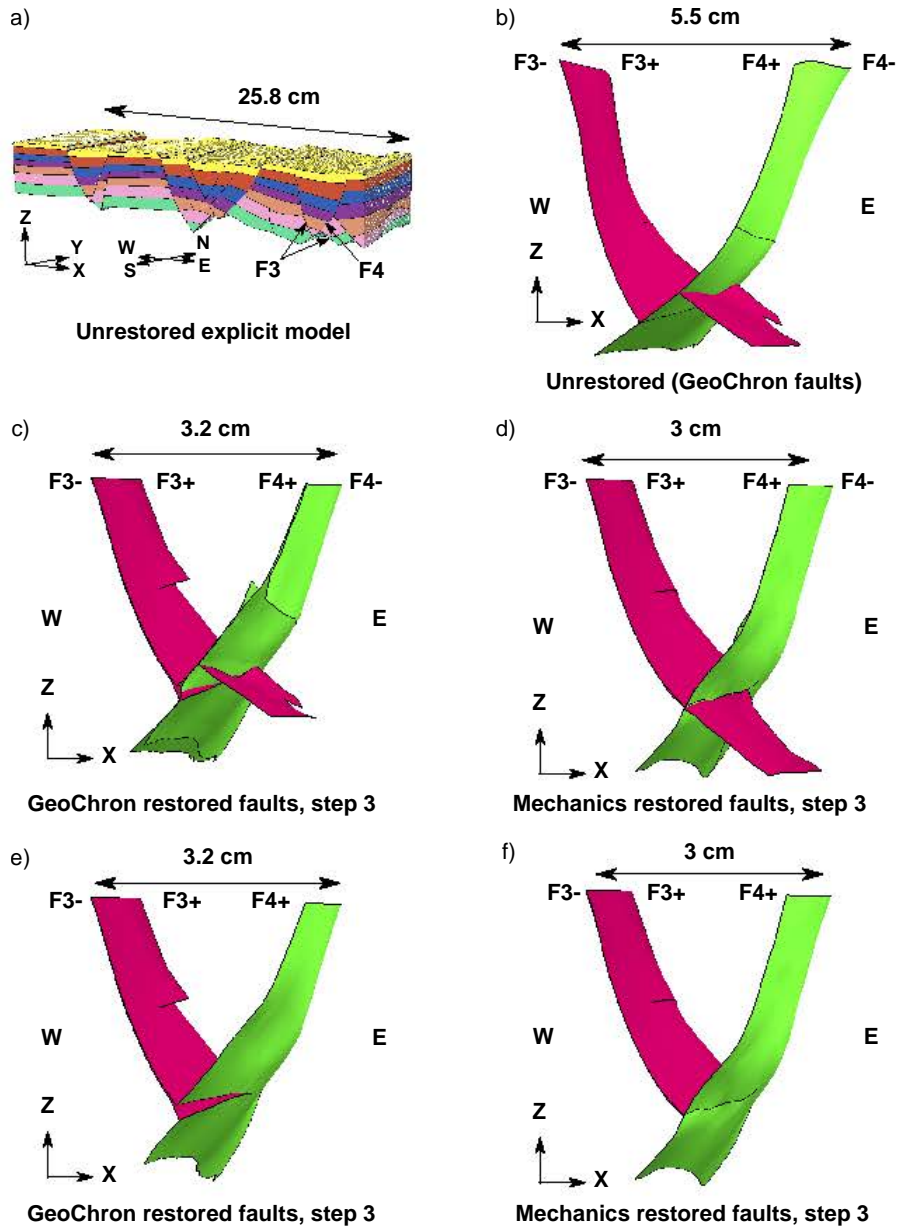 a)
25.8 cm
Z
Y
X
W
N
S
E
F3
F4
Unrestored explicit model
b)
5.5 cm
F3- F3+ F4+ F4-
W
E
Z
X
Unrestored (GeoChron faults)
c)
3.2 cm
F3- F3+ F4+ F4-
W
E
Z
X
GeoChron restored faults, step 3
d)
3 cm
F3- F3+ F4+ F4-
W
E
Z
X
Mechanics restored faults, step 3
e)
3.2 cm
F3- F3+ F4+
W
E
Z
X
GeoChron restored faults, step 3
f)
3 cm
F3- F3+ F4+
W
E
Z
X
Mechanics restored faults, step 3